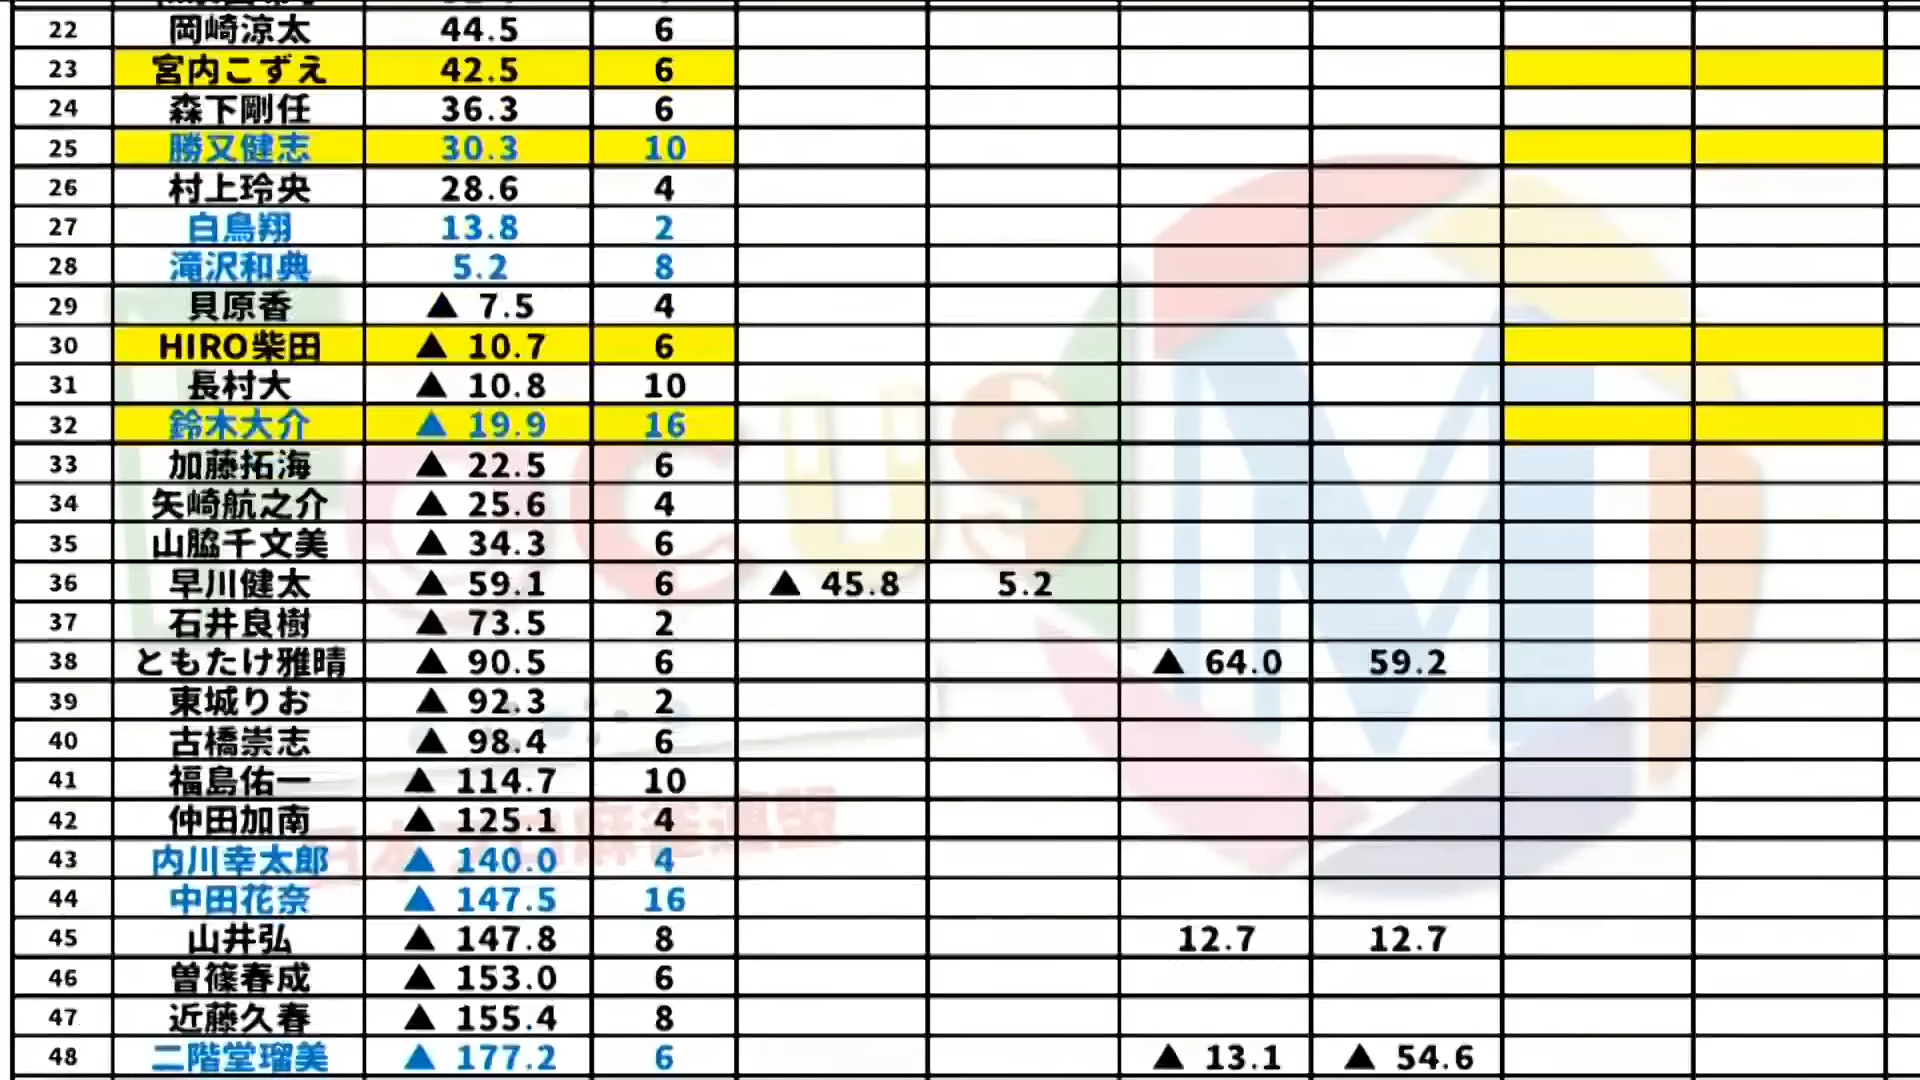 22 岡崎涼太 44.5 6
23 宮内こずえ 42.5 6
24 森下剛任 36.3 6
25 勝又健志 30.3 10
26 村上玲央 28.6 4
27 白鳥翔 13.8 2
28 滝沢和典 5.2 8
29 貝原香 ▲ 7.5 4
30 HIRO柴田 ▲ 10.7 6
31 長村大 ▲ 10.8 10
32 鈴木大介 ▲ 19.9 16
33 加藤拓海 ▲ 22.5 6
34 矢崎航之介 ▲ 25.6 4
35 山脇千文美 ▲ 34.3 6
36 早川健太 ▲ 59.1 6 ▲ 45.8 5.2
37 石井良樹 ▲ 73.5 2
38 ともたけ雅晴 ▲ 90.5 6 ▲ 64.0 59.2
39 東城りお ▲ 92.3 2
40 古橋崇志 ▲ 98.4 6
41 福島佑一 ▲ 114.7 10
42 仲田加南 ▲ 125.1 4
43 内川幸太郎 ▲ 140.0 4
44 中田花奈 ▲ 147.5 16
45 山井弘 ▲ 147.8 8 12.7 12.7
46 曽篠春成 ▲ 153.0 6
47 近藤久春 ▲ 155.4 8
48 二階堂瑠美 ▲ 177.2 6 ▲ 13.1 ▲ 54.6